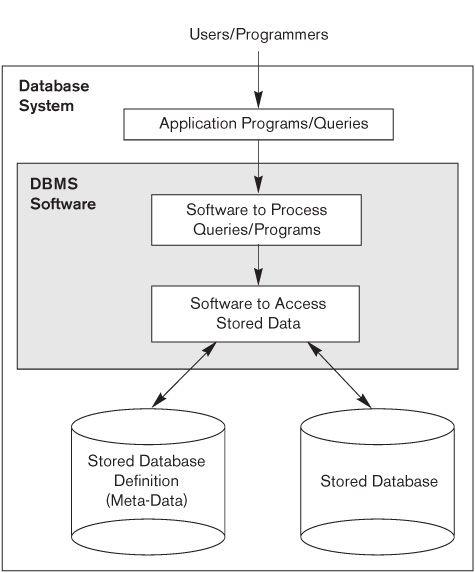 Users/Programmers
Database
System
Application Programs/Queries
DBMS
Software
Software to Process
Queries/Programs
Software to Access
Stored Data
Stored Database
Definition
(Meta-Data)
Stored Database